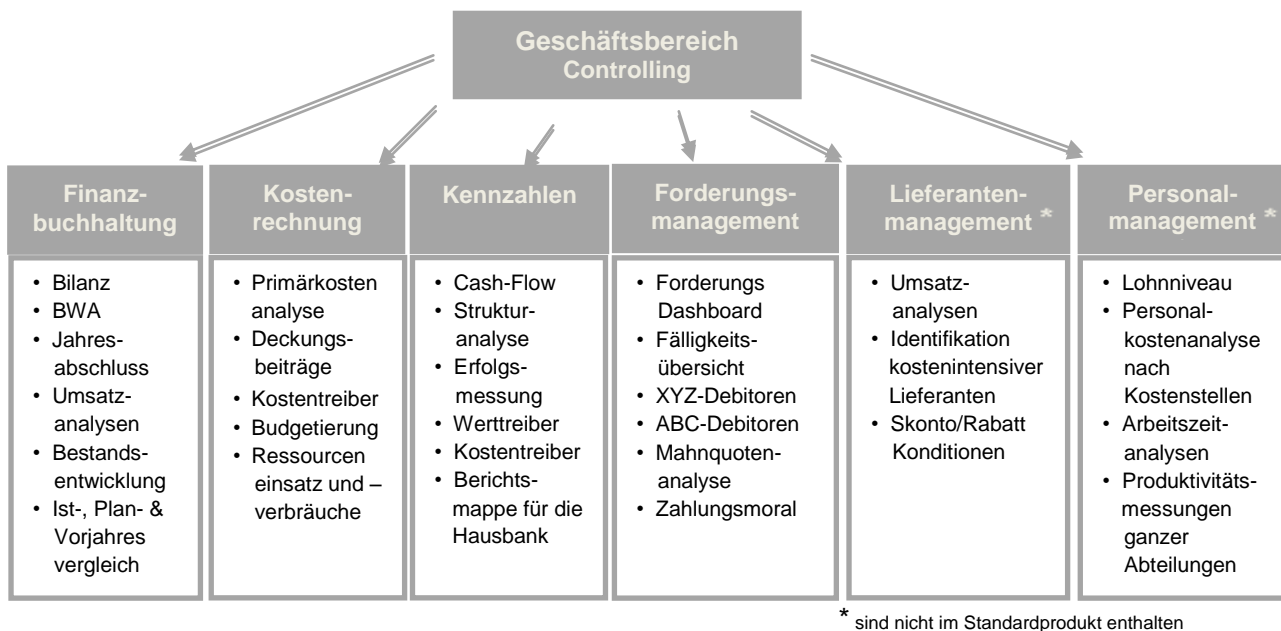 Geschäftsbereich
Controlling
Finanz-
buchhaltung
• Bilanz
• BWA
• Jahres-
abschluss
• Umsatz-
analysen
• Bestands-
entwicklung
• Ist-, Plan- &
Vorjahres
vergleich
Kosten-
rechnung
• Primärkosten
analyse
• Deckungs-
beiträge
• Kostentreiber
• Budgetierung
• Ressourcen
einsatz und –
verbräuche
Kennzahlen
• Cash-Flow
• Struktur-
analyse
• Erfolgs-
messung
• Werttreiber
• Kostentreiber
• Berichts-
mappe für die
Hausbank
Forderungs-
management
• Forderungs
Dashboard
• Fälligkeits-
übersicht
• XYZ-Debitoren
• ABC-Debitoren
• Mahnquoten-
analyse
• Zahlungsmoral
Lieferanten-
management *
• Umsatz-
analysen
• Identifikation
kostenintensiver
Lieferanten
• Skonto/Rabatt
Konditionen
Personal-
management *
• Lohnniveau
• Personal-
kostenanalyse
nach
Kostenstellen
• Arbeitszeit-
analysen
• Produktivitäts-
messungen
ganzer
Abteilungen
* sind nicht im Standardprodukt enthalten